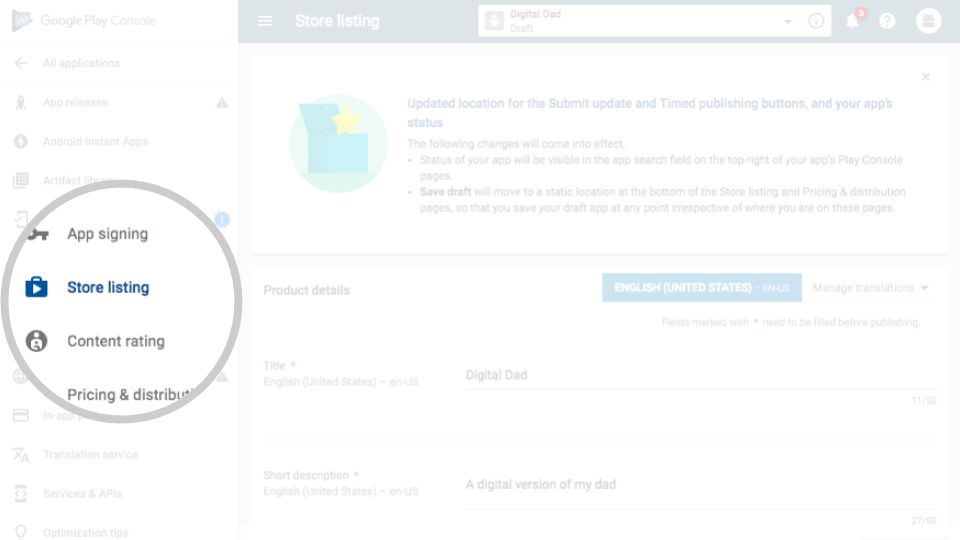 Google Play Console
All applications
App releases
Android Instant Apps
Artifact
App signing
Store listing
Content rating
Pricing & distributi
In-app
Translation service
Services & APIs
Optimization tips
Store listing
Digital Dad
Draft
3
Updated location for the Submit update and Timed publishing buttons, and your app's
status
The following changes will come into effect.
• Status of your app will be visible in the app search field on the top-right of your app's Play Console
pages.
• Save draft will move to a static location at the bottom of the Store listing and Pricing & distribution
pages, so that you save your draft app at any point irrespective of where you are on these pages.
Product details
ENGLISH (UNITED STATES) – EN-US
Manage translations
Fields marked with * need to be filled before publishing.
Title *
English (United States) – en-US
Digital Dad
11/50
Short description *
English (United States) – en-US
A digital version of my dad
27/80